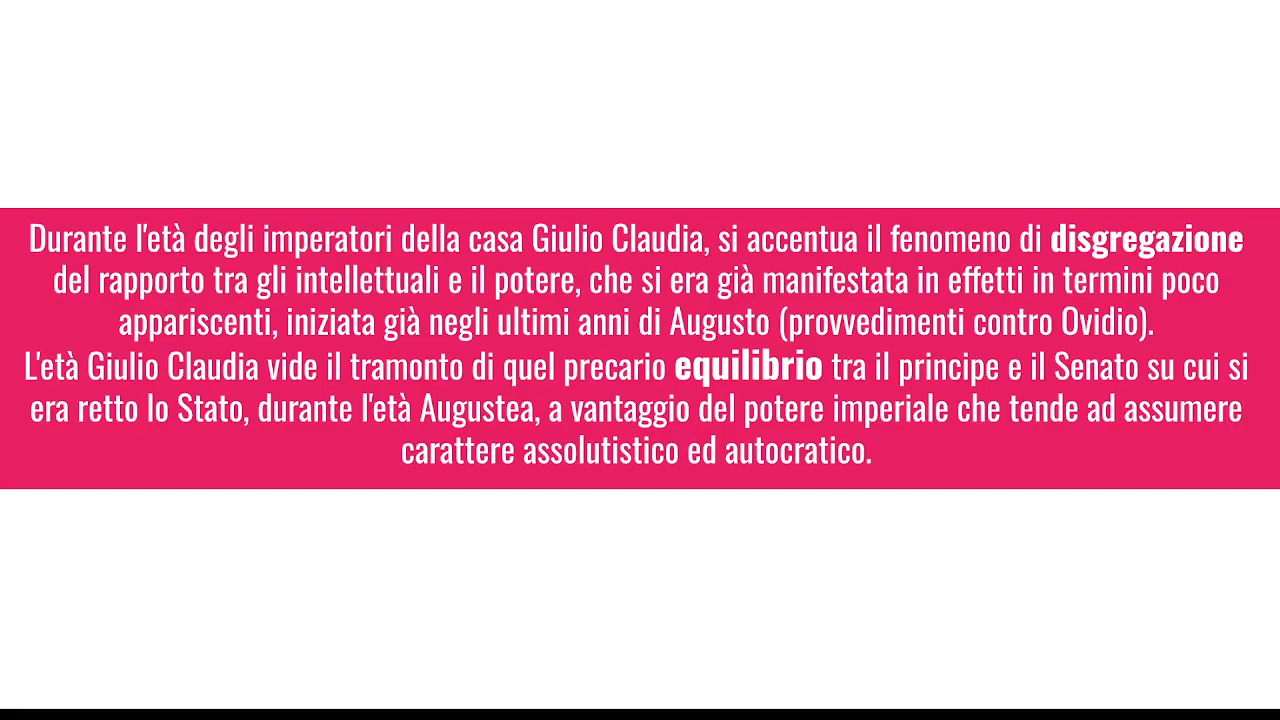 Durante l'età degli imperatori della casa Giulio Claudia, si accentua il fenomeno di disgregazione
del rapporto tra gli intellettuali e il potere, che si era già manifestata in effetti in termini poco
appariscenti, iniziata già negli ultimi anni di Augusto (provvedimenti contro Ovidio).
L'età Giulio Claudia vide il tramonto di quel precario equilibrio tra il principe e il Senato su cui si
era retto lo Stato, durante l'età Augustea, a vantaggio del potere imperiale che tende ad assumere
carattere assolutistico ed autocratico.